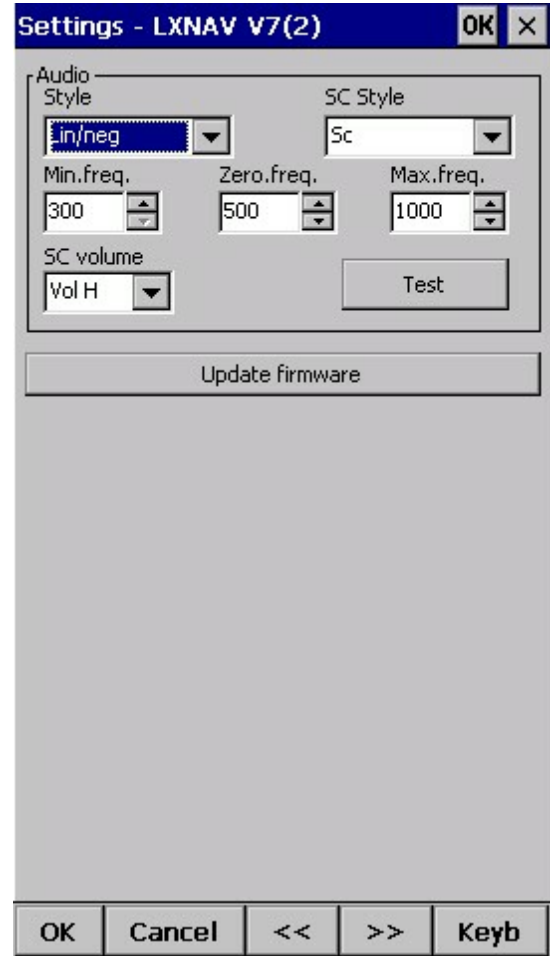 Settings - LXNAV V7(2) OK ×
Audio
Style SC Style
Lin/neg Sc
Min.freq. Zero.freq. Max.freq.
300 500 1000
SC volume
Vol H Test
Update firmware
OK Cancel << >> Keyb